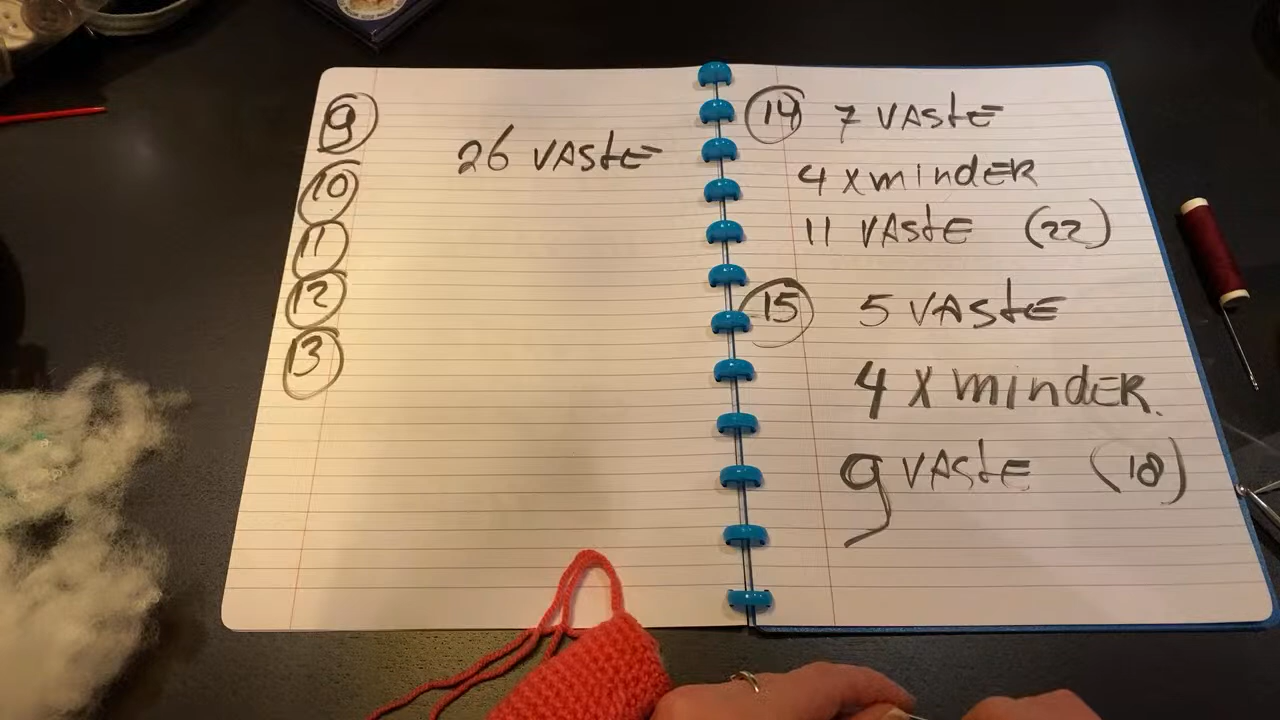 9
26 VASTE
10
11
12
13
14 7 VASTE
4 x minDER
11 VASTE (22)
15 5 VASTE
4 x minDER.
9 VASTE (18)